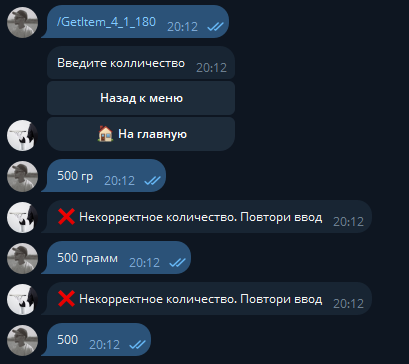 /GetItem_4_1_180 20:12
Введите колличество 20:12
Назад к меню
🏠 На главную
500 гр 20:12
❌ Некорректное количество. Повтори ввод 20:12
500 грамм 20:12
❌ Некорректное количество. Повтори ввод 20:12
500 20:12